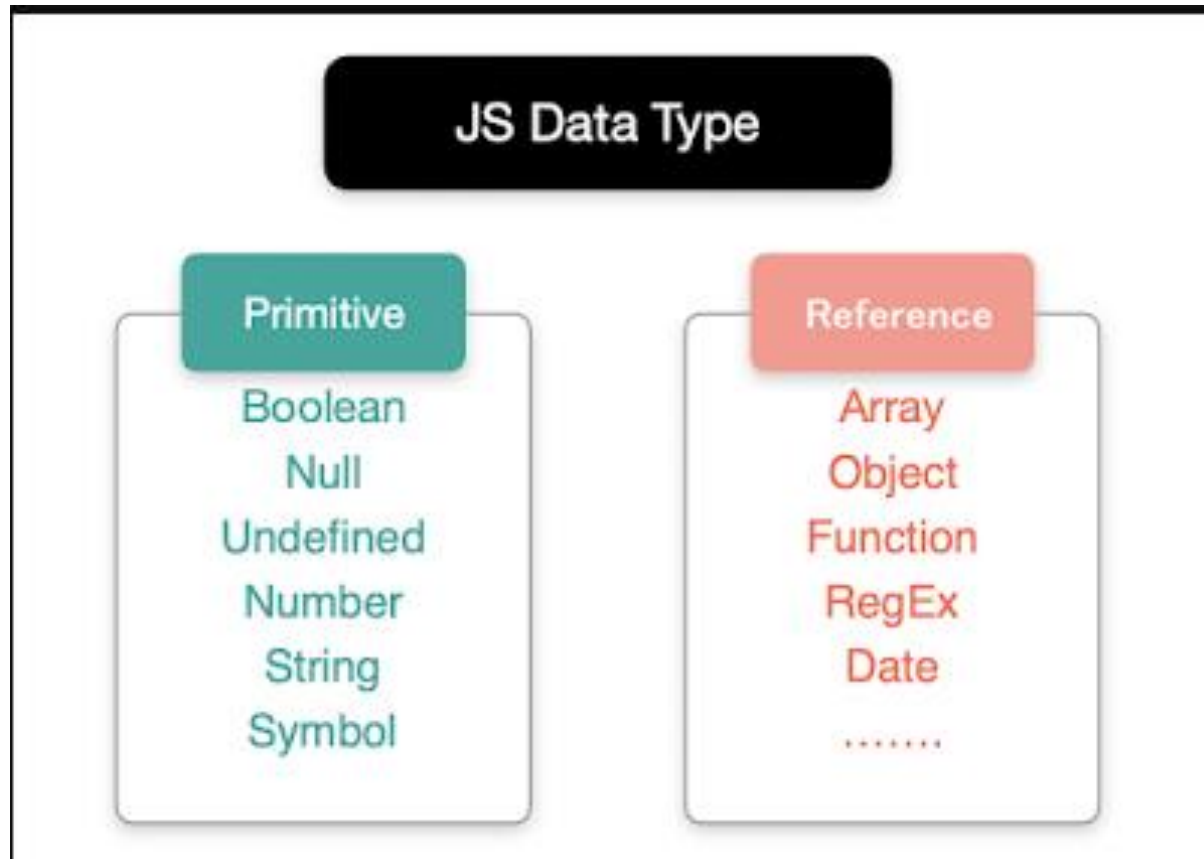 JS Data Type
Primitive
Boolean
Null
Undefined
Number
String
Symbol
Reference
Array
Object
Function
RegEx
Date
.......